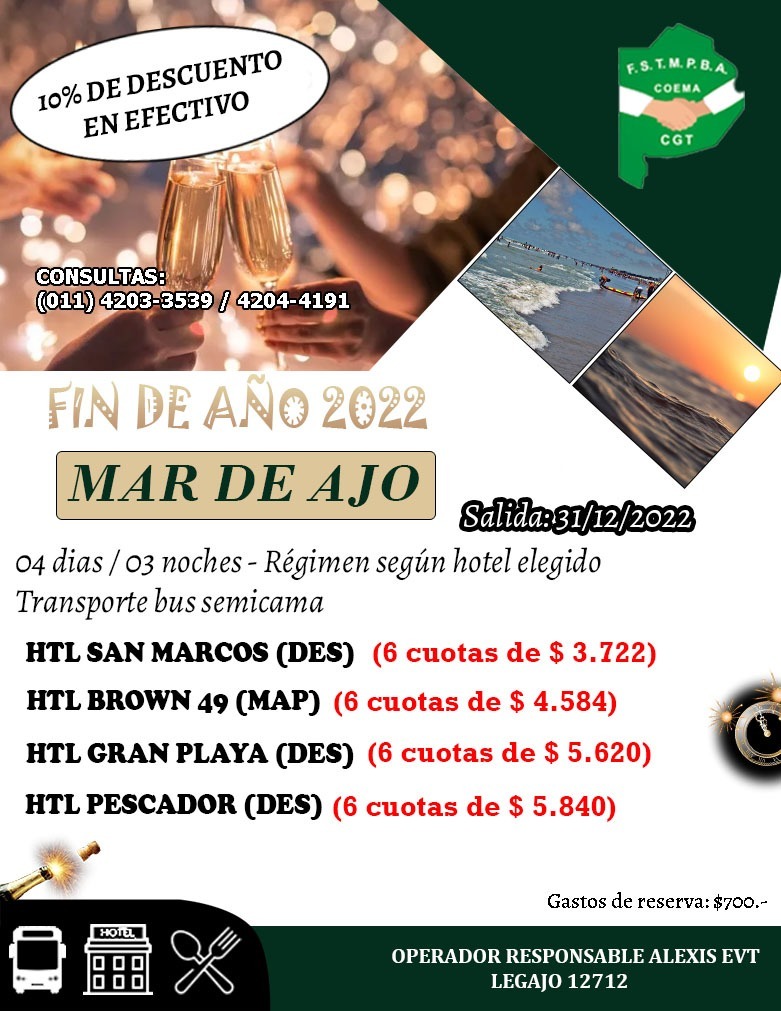 10% DE DESCUENTO
EN EFECTIVO
F.S.T.M.P.B.A.
COEMA
CGT
CONSULTAS:
(011) 4203-3539 / 4204-4191
FIN DE AÑO 2022
MAR DE AJO
Salida: 31/12/2022
04 dias / 03 noches - Régimen según hotel elegido
Transporte bus semicama
HTL SAN MARCOS (DES) (6 cuotas de $ 3.722)
HTL BROWN 49 (MAP) (6 cuotas de $ 4.584)
HTL GRAN PLAYA (DES) (6 cuotas de $ 5.620)
HTL PESCADOR (DES) (6 cuotas de $ 5.840)
Gastos de reserva: $700.-
HOTEL
OPERADOR RESPONSABLE ALEXIS EVT
LEGAJO 12712